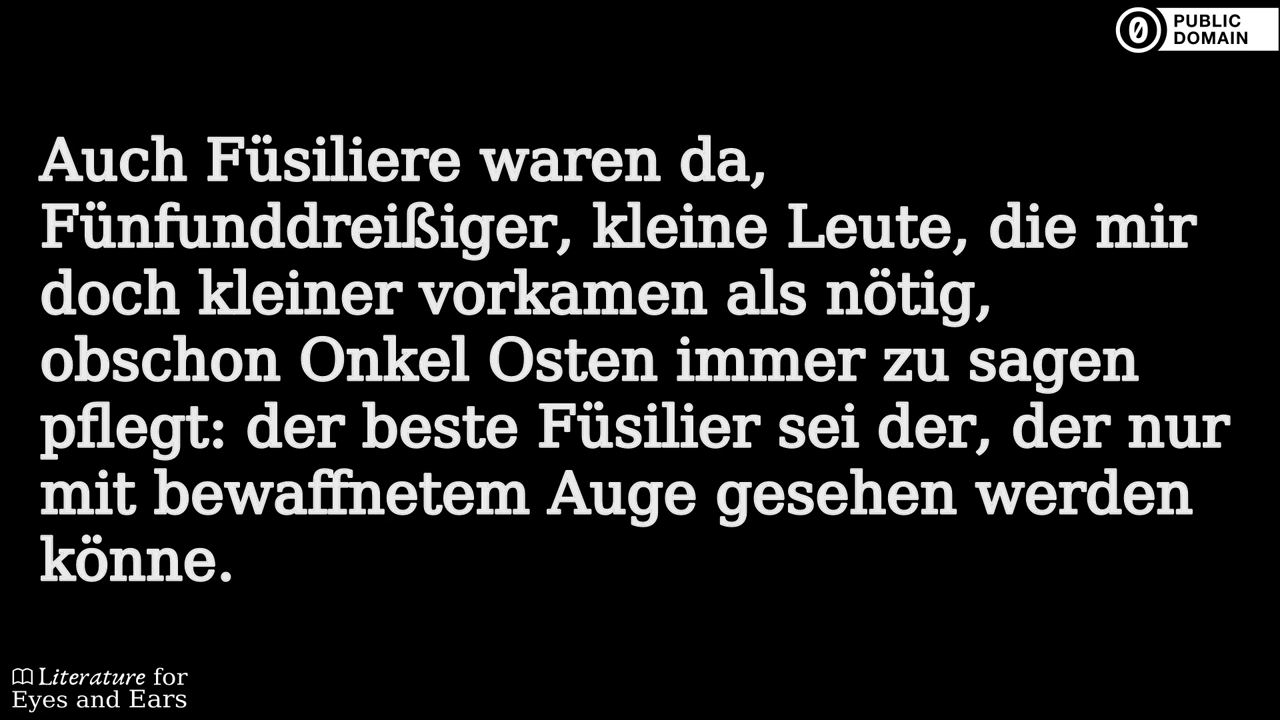 PUBLIC
DOMAIN
Auch Füsiliere waren da,
Fünfunddreißiger, kleine Leute, die mir
doch kleiner vorkamen als nötig,
obschon Onkel Osten immer zu sagen
pflegt: der beste Füsilier sei der, der nur
mit bewaffnetem Auge gesehen werden
könne.
Literature for
Eyes and Ears